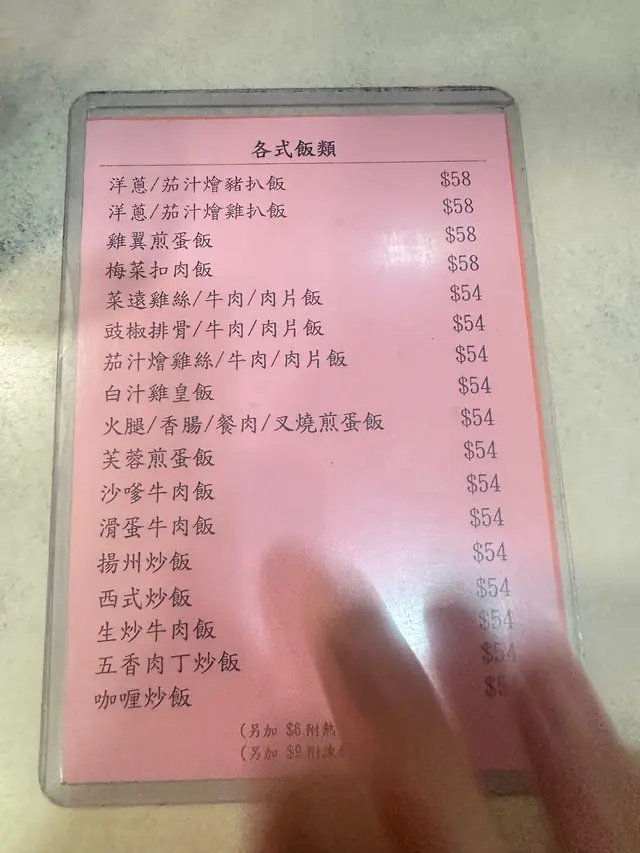 各式飯類
洋蔥/茄汁燴豬扒飯 $58
洋蔥/茄汁燴雞扒飯 $58
雞翼煎蛋飯 $58
梅菜扣肉飯 $58
菜遠雞絲/牛肉/肉片飯 $54
豉椒排骨/牛肉/肉片飯 $54
茄汁燴雞絲/牛肉/肉片飯 $54
白汁雞皇飯 $54
火腿/香腸/餐肉/叉燒煎蛋飯 $54
芙蓉煎蛋飯 $54
沙嗲牛肉飯 $54
滑蛋牛肉飯 $54
揚州炒飯 $54
西式炒飯 $54
生炒牛肉飯 $54
五香肉丁炒飯 $54
咖喱炒飯
(另加 $6 附熱
(另加 $9 附凍